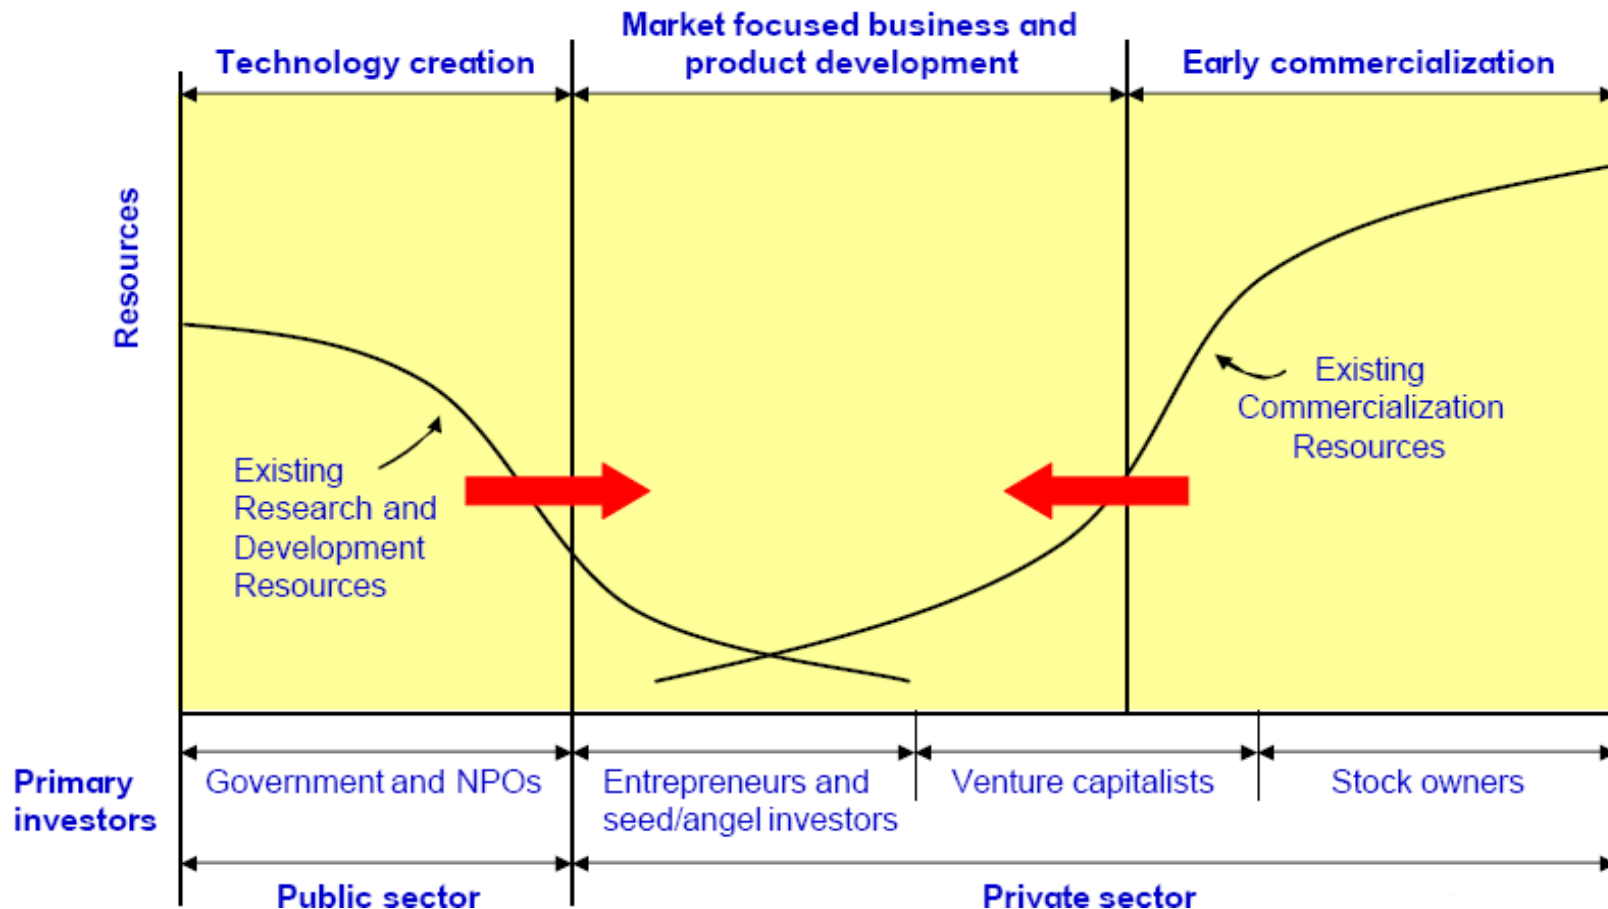 Market focused business and
product development
Technology creation
Early commercialization
Resources
Existing
Research and
Development
Resources
Existing
Commercialization
Resources
Primary
investors
Government and NPOs
Entrepreneurs and
seed/angel investors
Venture capitalists
Stock owners
Public sector
Private sector